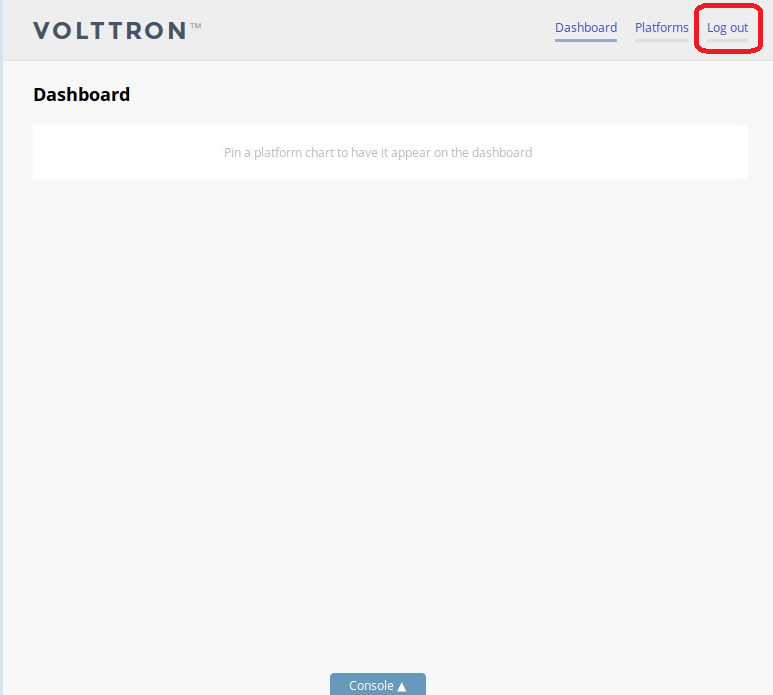 VOLTTRON™
Dashboard Platforms Log out
Dashboard
Pin a platform chart to have it appear on the dashboard
Console ▲